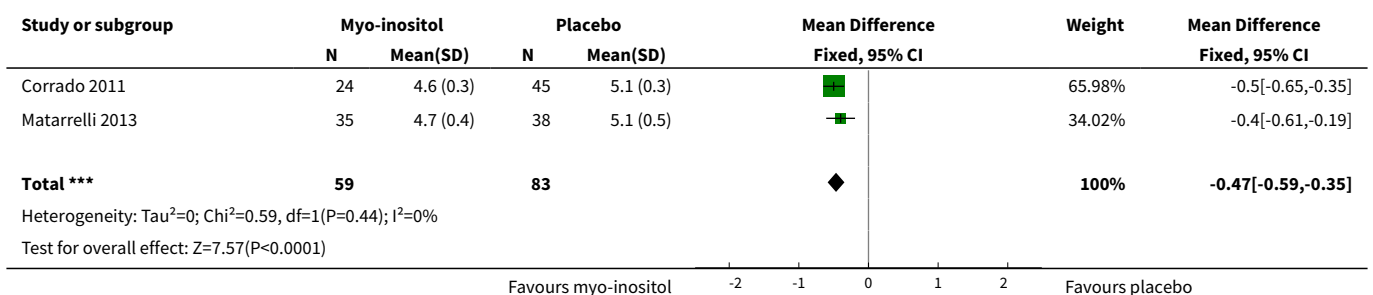 Study or subgroup Myo-inositol Placebo Mean Difference Weight Mean Difference
N Mean(SD) N Mean(SD) Fixed, 95% CI Fixed, 95% CI
Corrado 2011 24 4.6 (0.3) 45 5.1 (0.3) 65.98% -0.5[-0.65,-0.35]
Matarrelli 2013 35 4.7 (0.4) 38 5.1 (0.5) 34.02% -0.4[-0.61,-0.19]
Total *** 59 83 100% -0.47[-0.59,-0.35]
Heterogeneity: Tau²=0; Chi²=0.59, df=1(P=0.44); I²=0%
Test for overall effect: Z=7.57(P<0.0001)
Favours myo-inositol -2 -1 0 1 2 Favours placebo